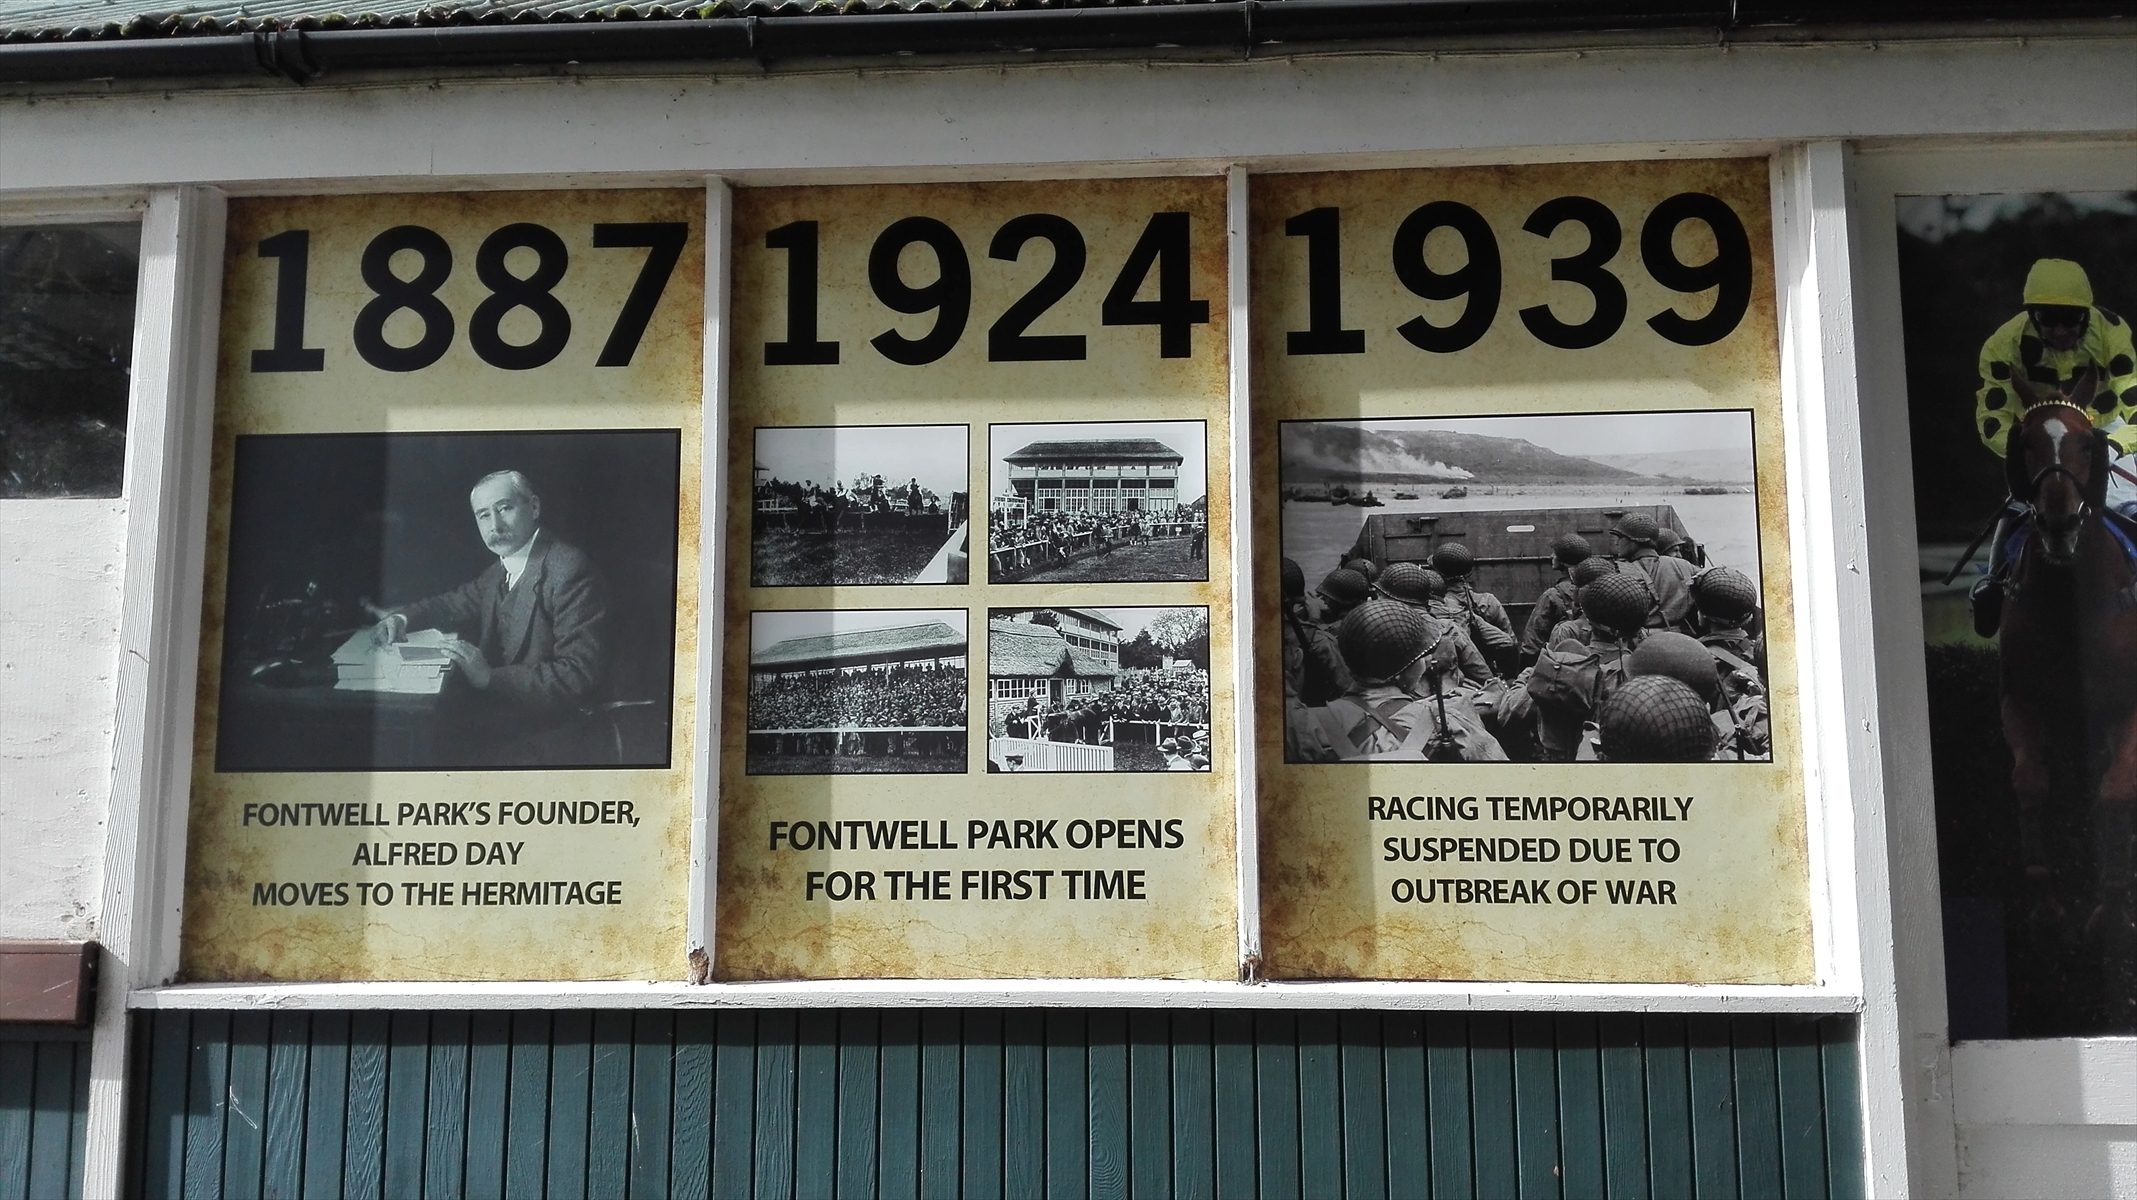 1887
FONTWELL PARK'S FOUNDER,
ALFRED DAY
MOVES TO THE HERMITAGE
1924
FONTWELL PARK OPENS
FOR THE FIRST TIME
1939
RACING TEMPORARILY
SUSPENDED DUE TO
OUTBREAK OF WAR